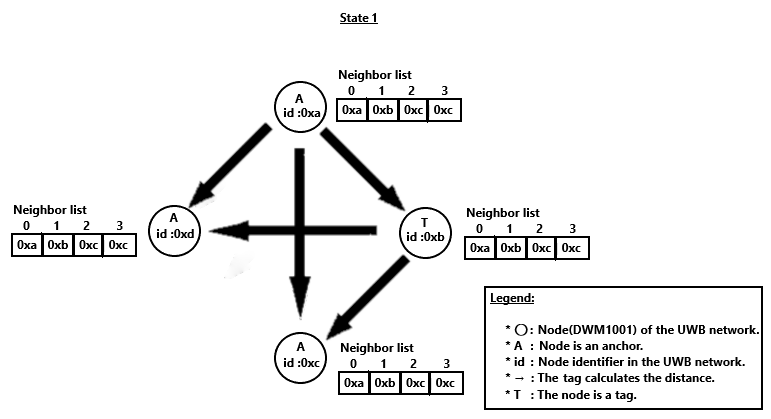 State 1
Neighbor list
0 1 2 3
0xa 0xb 0xc 0xc
A
id :0xa
Neighbor list
0 1 2 3
0xa 0xb 0xc 0xc
A
id :0xd
T
id :0xb
Neighbor list
0 1 2 3
0xa 0xb 0xc 0xc
A
id :0xc
Neighbor list
0 1 2 3
0xa 0xb 0xc 0xc
Legend:
* ○ : Node(DWM1001) of the UWB network.
* A : Node is an anchor.
* id : Node identifier in the UWB network.
* → : The tag calculates the distance.
* T : The node is a tag.